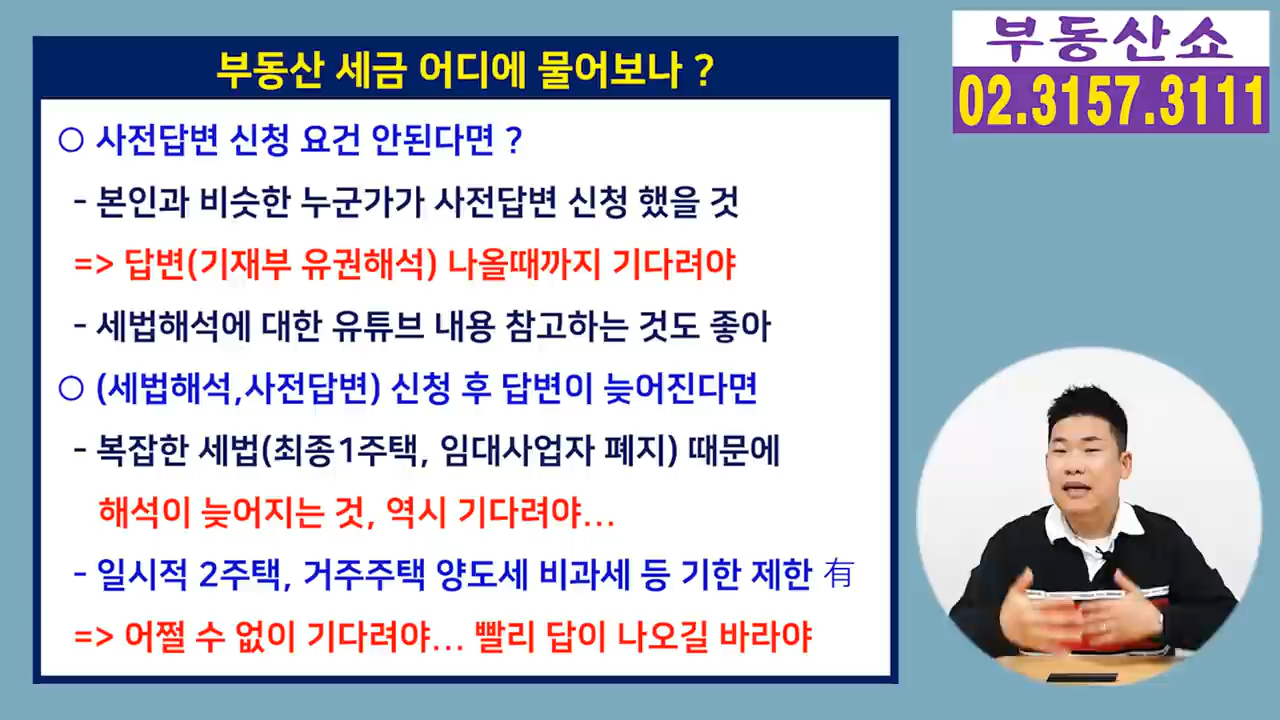 부동산 세금 어디에 물어보나 ?
○ 사전답변 신청 요건 안된다면 ?
- 본인과 비슷한 누군가가 사전답변 신청 했을 것
=> 답변(기재부 유권해석) 나올때까지 기다려야
- 세법해석에 대한 유튜브 내용 참고하는 것도 좋아
○ (세법해석,사전답변) 신청 후 답변이 늦어진다면
- 복잡한 세법(최종1주택, 임대사업자 폐지) 때문에
해석이 늦어지는 것, 역시 기다려야...
- 일시적 2주택, 거주주택 양도세 비과세 등 기한 제한 有
=> 어쩔 수 없이 기다려야... 빨리 답이 나오길 바라야
부동산쇼
02.3157.3111